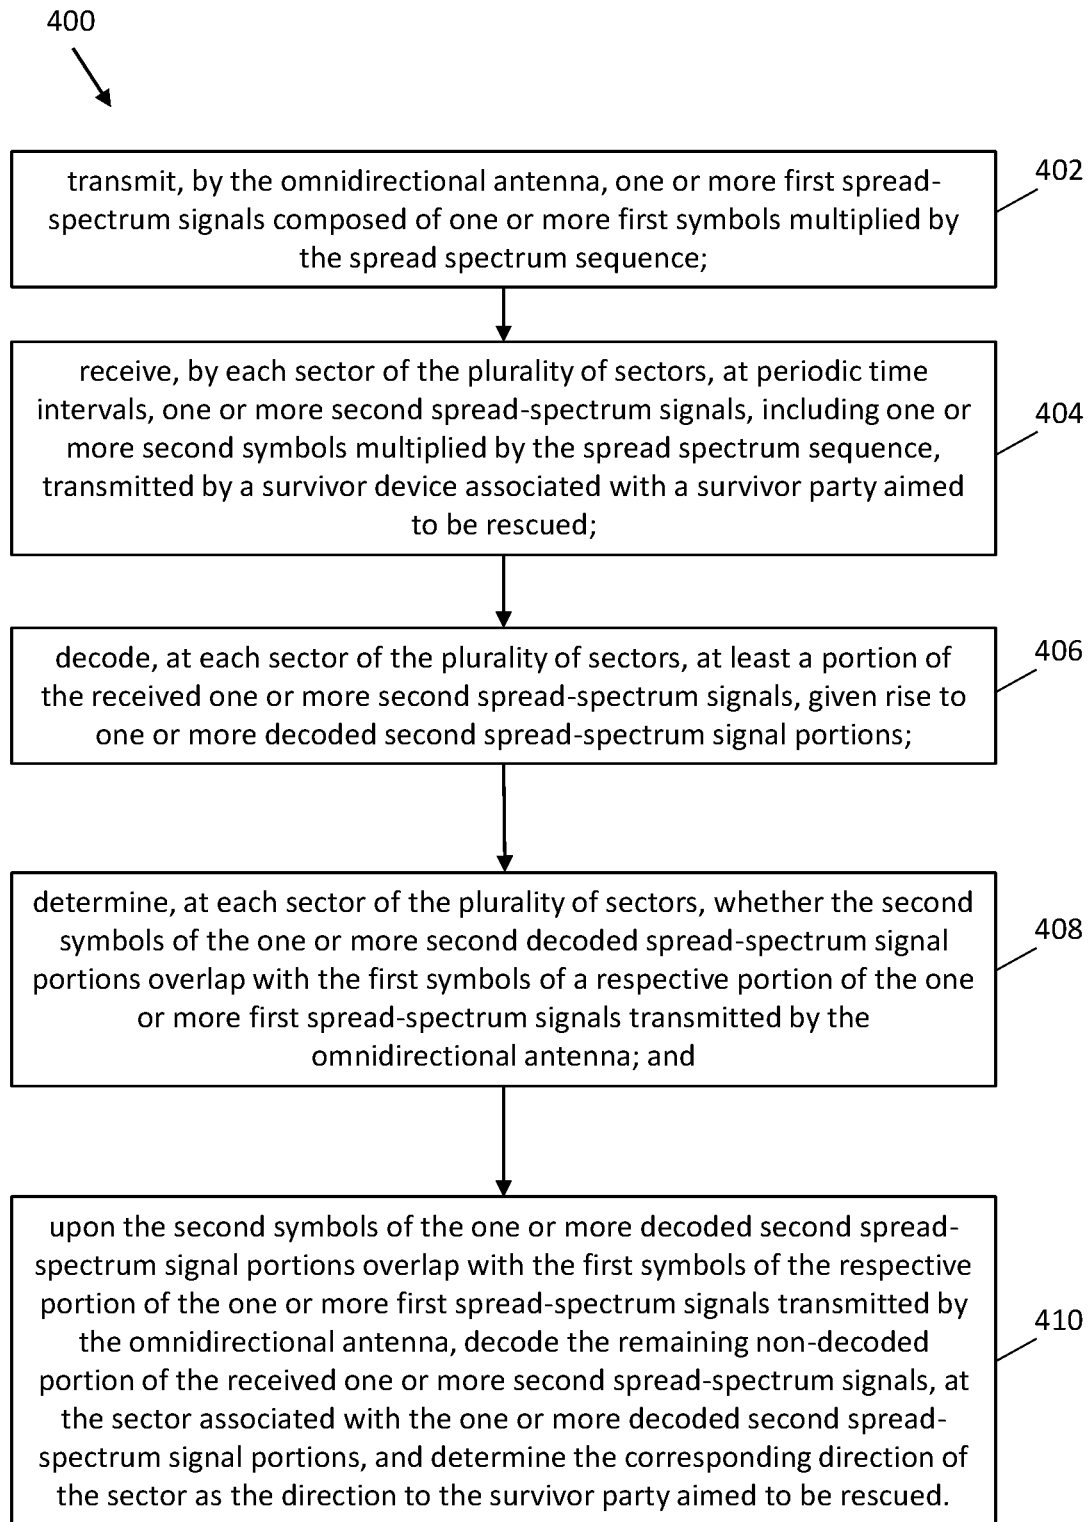 400
transmit, by the omnidirectional antenna, one or more first spread-
spectrum signals composed of one or more first symbols multiplied by
the spread spectrum sequence;
402
receive, by each sector of the plurality of sectors, at periodic time
intervals, one or more second spread-spectrum signals, including one or
more second symbols multiplied by the spread spectrum sequence,
transmitted by a survivor device associated with a survivor party aimed
to be rescued;
404
decode, at each sector of the plurality of sectors, at least a portion of
the received one or more second spread-spectrum signals, given rise to
one or more decoded second spread-spectrum signal portions;
406
determine, at each sector of the plurality of sectors, whether the second
symbols of the one or more second decoded spread-spectrum signal
portions overlap with the first symbols of a respective portion of the one
or more first spread-spectrum signals transmitted by the
omnidirectional antenna; and
408
upon the second symbols of the one or more decoded second spread-
spectrum signal portions overlap with the first symbols of the respective
portion of the one or more first spread-spectrum signals transmitted by
the omnidirectional antenna, decode the remaining non-decoded
portion of the received one or more second spread-spectrum signals, at
the sector associated with the one or more decoded second spread-
spectrum signal portions, and determine the corresponding direction of
the sector as the direction to the survivor party aimed to be rescued.
410